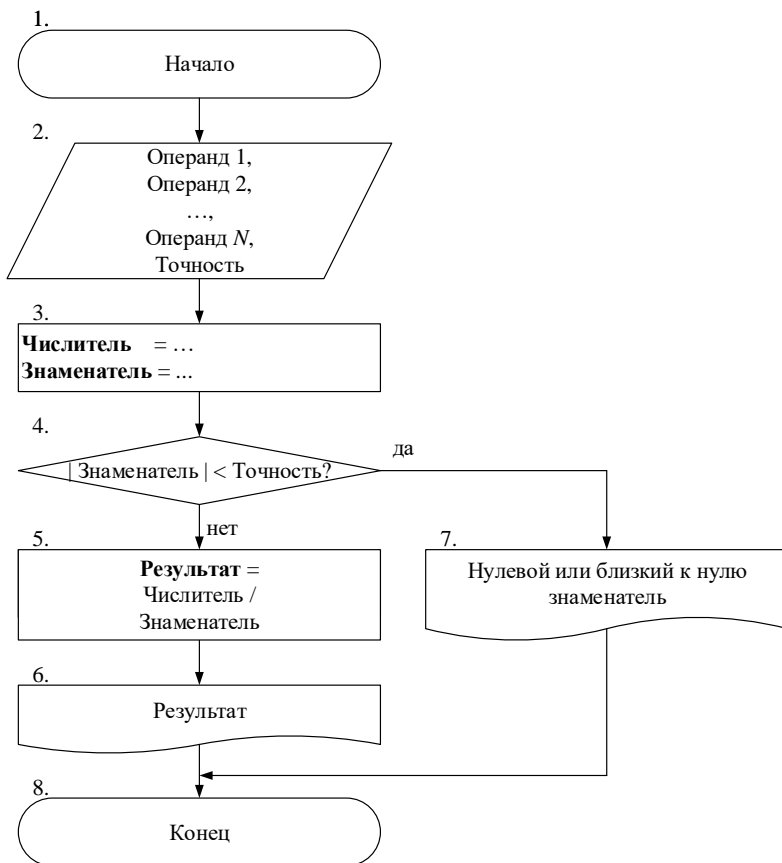 1.
Начало
2.
Операнд 1,
Операнд 2,
…,
Операнд N,
Точность
3.
Числитель = …
Знаменатель = ...
4.
| Знаменатель | < Точность?
да
нет
5.
Результат =
Числитель /
Знаменатель
7.
Нулевой или близкий к нулю
знаменатель
6.
Результат
8.
Конец